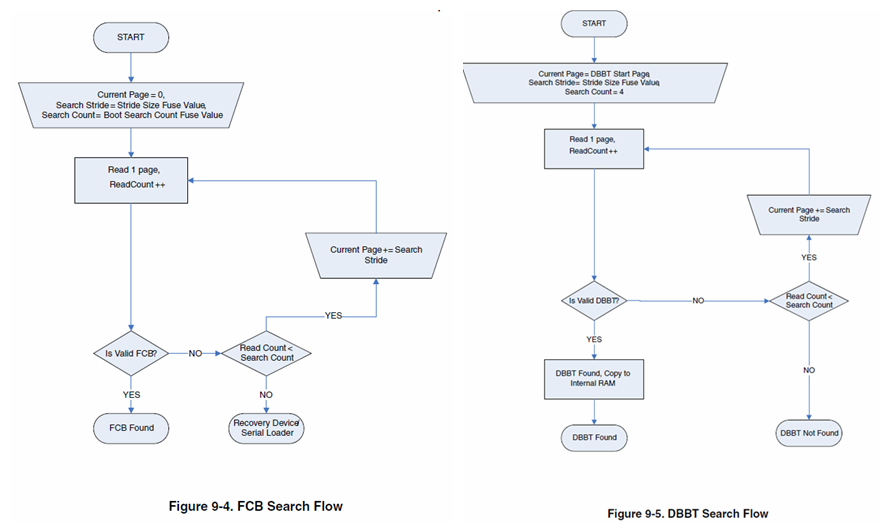 START
Current Page = 0,
Search Stride = Stride Size Fuse Value,
Search Count = Boot Search Count Fuse Value
Read 1 page,
ReadCount ++
Current Page += Search
Stride
YES
Is Valid FCB?
NO
Read Count <
Search Count
YES
NO
FCB Found
Recovery Device/
Serial Loader
Figure 9-4. FCB Search Flow
START
Current Page = DBBT Start Page,
Search Stride = Stride Size Fuse Value,
Search Count = 4
Read 1 page,
ReadCount ++
Current Page += Search
Stride
YES
Is Valid DBBT?
NO
Read Count <
Search Count
YES
DBBT Found, Copy to
Internal RAM
NO
DBBT Found
DBBT Not Found
Figure 9-5. DBBT Search Flow